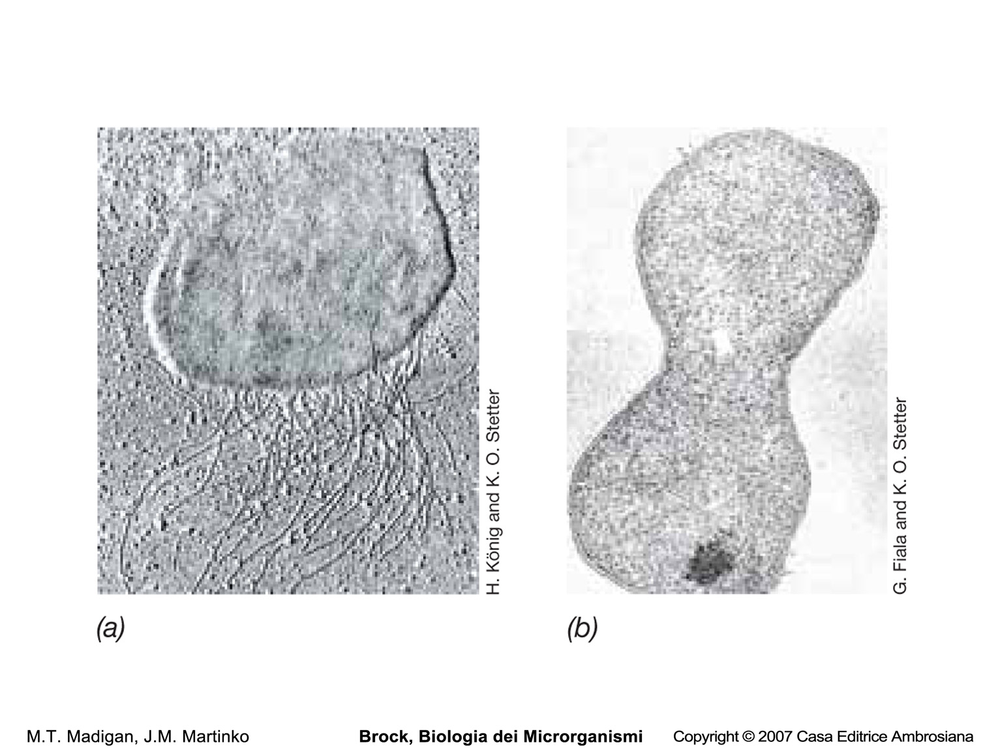 H. König and K. O. Stetter
G. Fiala and K. O. Stetter
(a)
(b)
M.T. Madigan, J.M. Martinko
Brock, Biologia dei Microrganismi
Copyright © 2007 Casa Editrice Ambrosiana